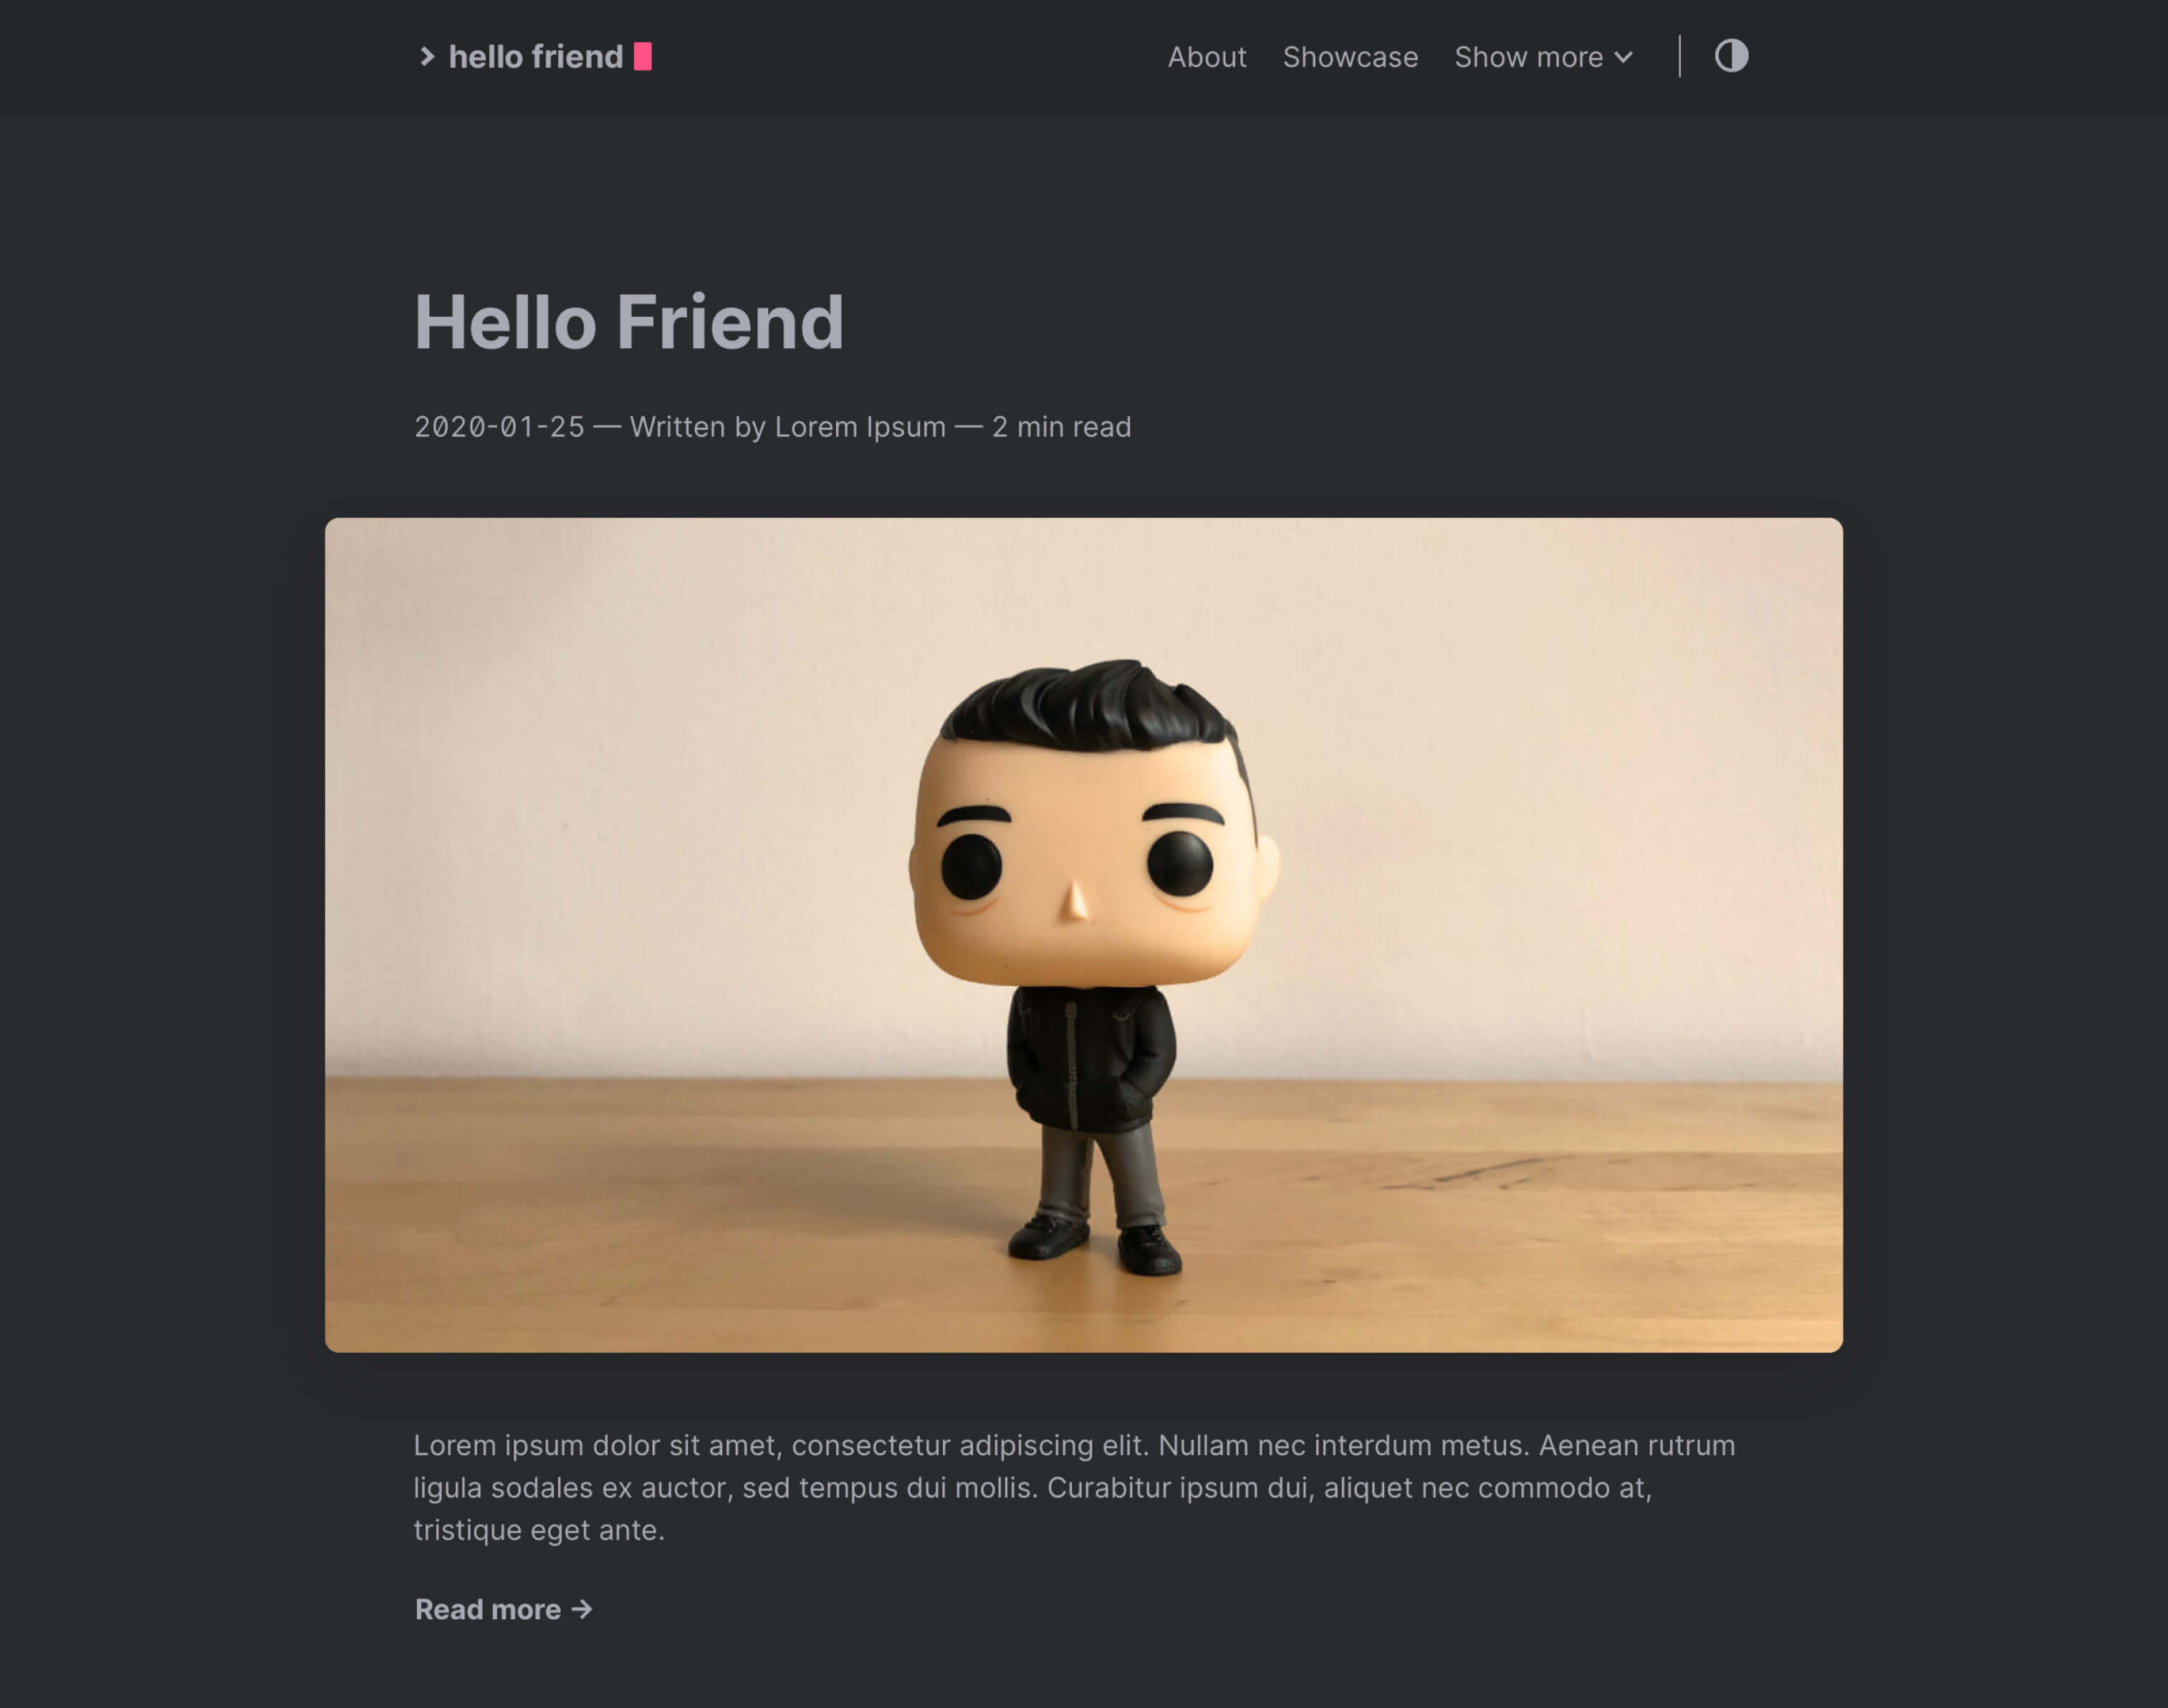 hello friend
About Showcase Show more
Hello Friend
2020-01-25 — Written by Lorem Ipsum — 2 min read
Lorem ipsum dolor sit amet, consectetur adipiscing elit. Nullam nec interdum metus. Aenean rutrum
ligula sodales ex auctor, sed tempus dui mollis. Curabitur ipsum dui, aliquet nec commodo at,
tristique eget ante.
Read more →